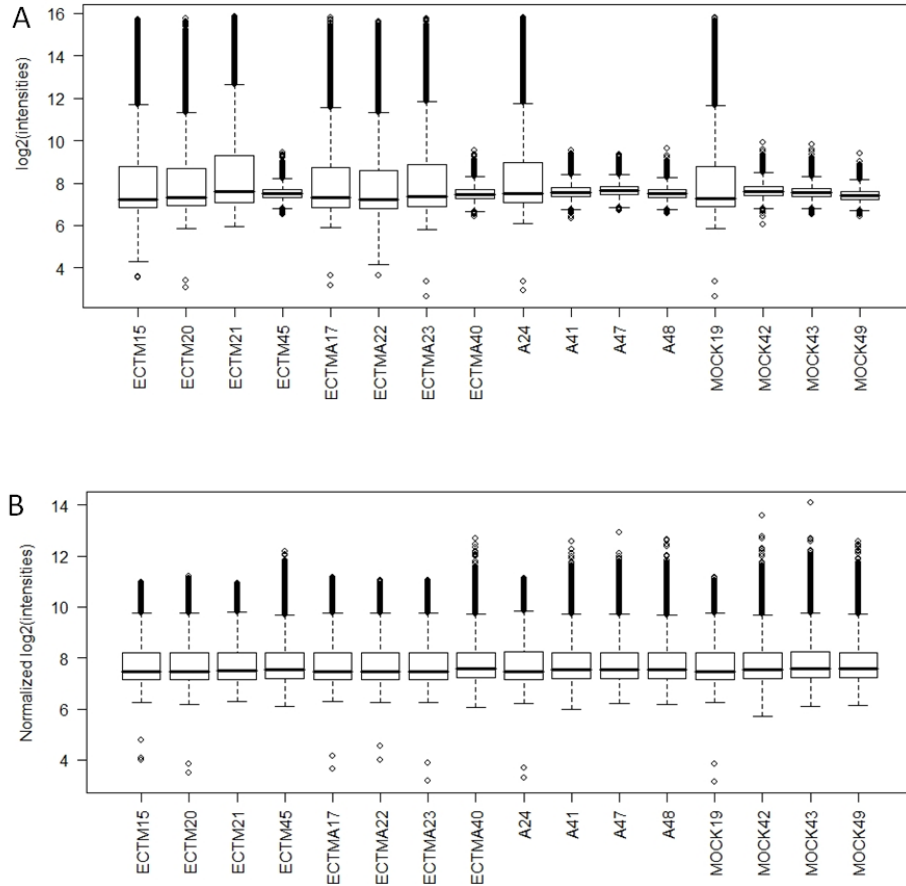 A
log2(intensities)
16
14
12
10
8
6
4
ECTM15
ECTM20
ECTM21
ECTM45
ECTMA17
ECTMA22
ECTMA23
ECTMA40
A24
A41
A47
A48
MOCK19
MOCK42
MOCK43
MOCK49
B
Normalized log2(intensities)
14
12
10
8
6
4
ECTM15
ECTM20
ECTM21
ECTM45
ECTMA17
ECTMA22
ECTMA23
ECTMA40
A24
A41
A47
A48
MOCK19
MOCK42
MOCK43
MOCK49